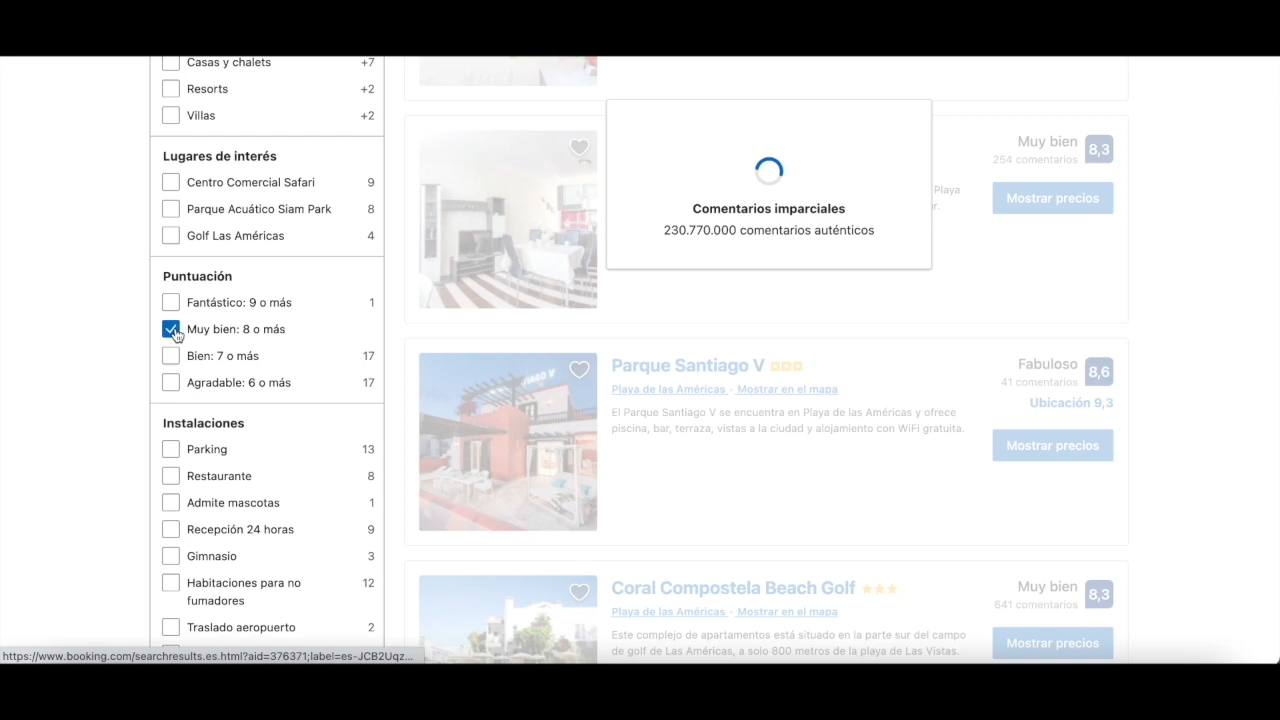 Casas y chalets +7
Resorts +2
Villas +2
Lugares de interés
Centro Comercial Safari 9
Parque Acuático Siam Park 8
Golf Las Américas 4
Puntuación
Fantástico: 9 o más 1
Muy bien: 8 o más
Bien: 7 o más 17
Agradable: 6 o más 17
Instalaciones
Parking 13
Restaurante 8
Admite mascotas 1
Recepción 24 horas 9
Gimnasio 3
Habitaciones para no 12
fumadores
Traslado aeropuerto 2
https://www.booking.com/searchresults.es.html?aid=376371;label=es-JCB2Uqz...
Comentarios imparciales
230.770.000 comentarios auténticos
Muy bien 8,3
254 comentarios
Playa
r.
Mostrar precios
Parque Santiago V
Playa de las Américas - Mostrar en el mapa
El Parque Santiago V se encuentra en Playa de las Américas y ofrece
piscina, bar, terraza, vistas a la ciudad y alojamiento con WiFi gratuita.
Fabuloso 8,6
41 comentarios
Ubicación 9,3
Mostrar precios
Coral Compostela Beach Golf
Playa de las Américas - Mostrar en el mapa
Este complejo de apartamentos está situado en la parte sur del campo
de golf de Las Américas, a solo 800 metros de la playa de Las Vistas.
Muy bien 8,3
641 comentarios
Mostrar precios